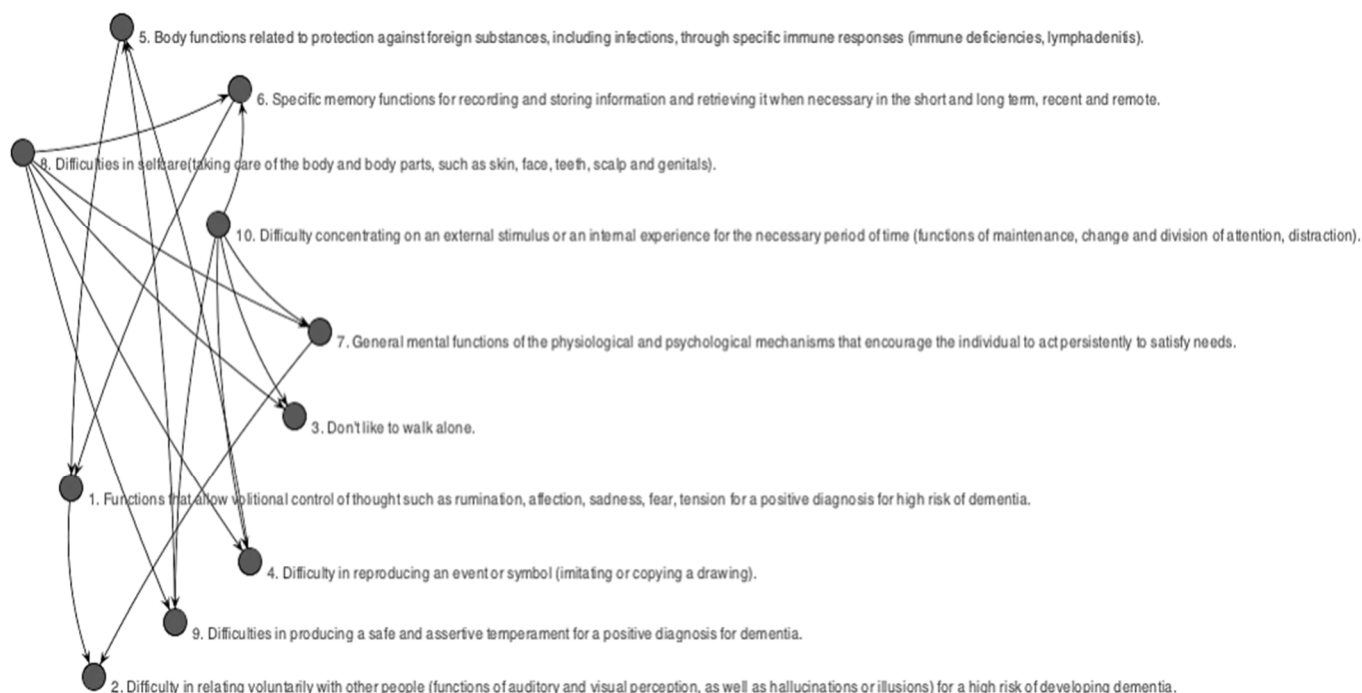 5. Body functions related to protection against foreign substances, including infections, through specific immune responses (immune deficiencies, lymphadenitis).
6. Specific memory functions for recording and storing information and retrieving it when necessary in the short and long term, recent and remote.
8. Difficulties in selfcare(taking care of the body and body parts, such as skin, face, teeth, scalp and genitals).
10. Difficulty concentrating on an external stimulus or an internal experience for the necessary period of time (functions of maintenance, change and division of attention, distraction).
7. General mental functions of the physiological and psychological mechanisms that encourage the individual to act persistently to satisfy needs.
3. Don't like to walk alone.
1. Functions that allow volitional control of thought such as rumination, affection, sadness, fear, tension for a positive diagnosis for high risk of dementia.
4. Difficulty in reproducing an event or symbol (imitating or copying a drawing).
9. Difficulties in producing a safe and assertive temperament for a positive diagnosis for dementia.
2. Difficulty in relating voluntarily with other people (functions of auditory and visual perception, as well as hallucinations or illusions) for a high risk of developing dementia.